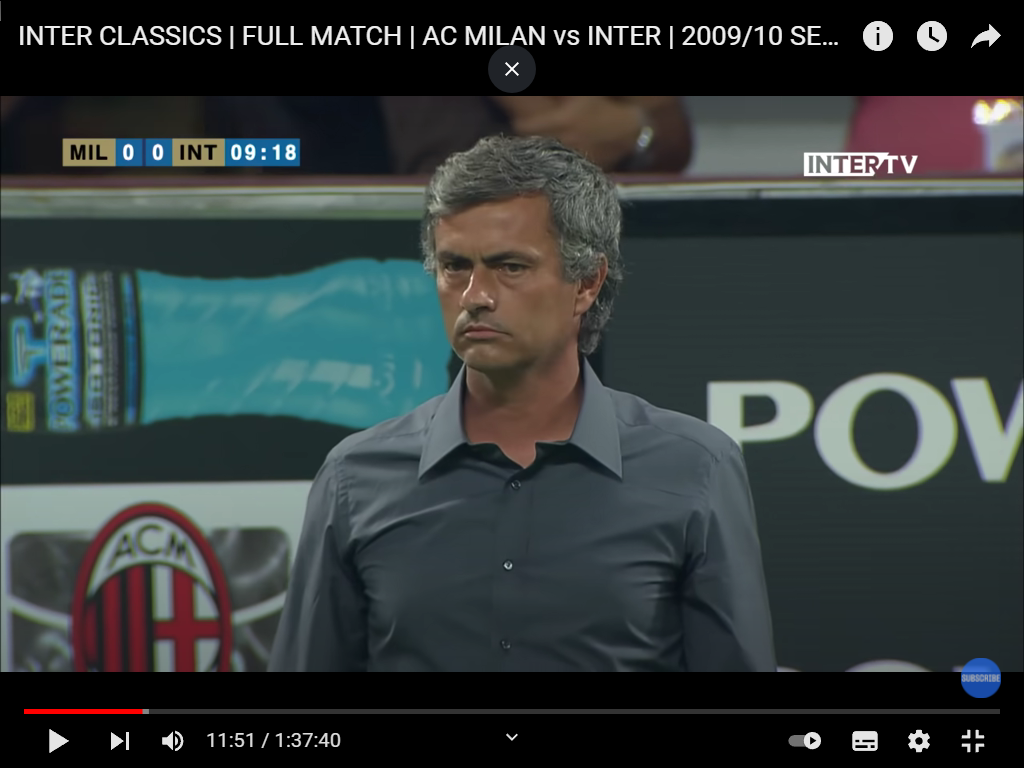 INTER CLASSICS | FULL MATCH | AC MILAN vs INTER | 2009/10 SE...
MIL 0 0 INT 09:18
INTER TV
POWERADE
POW
ACM
SUBSCRIBE
11:51 / 1:37:40